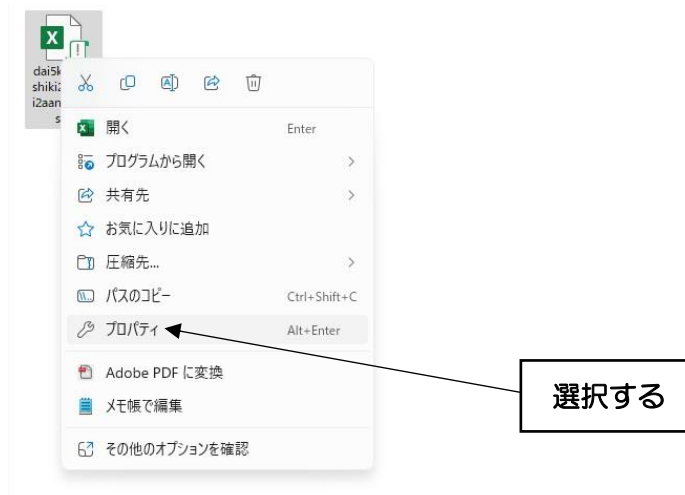 dai5k
shiki2
i2aan
s
開く Enter
プログラムから開く
共有先
お気に入りに追加
圧縮先...
パスのコピー Ctrl+Shift+C
プロパティ Alt+Enter
選択する
Adobe PDF に変換
メモ帳で編集
その他のオプションを確認